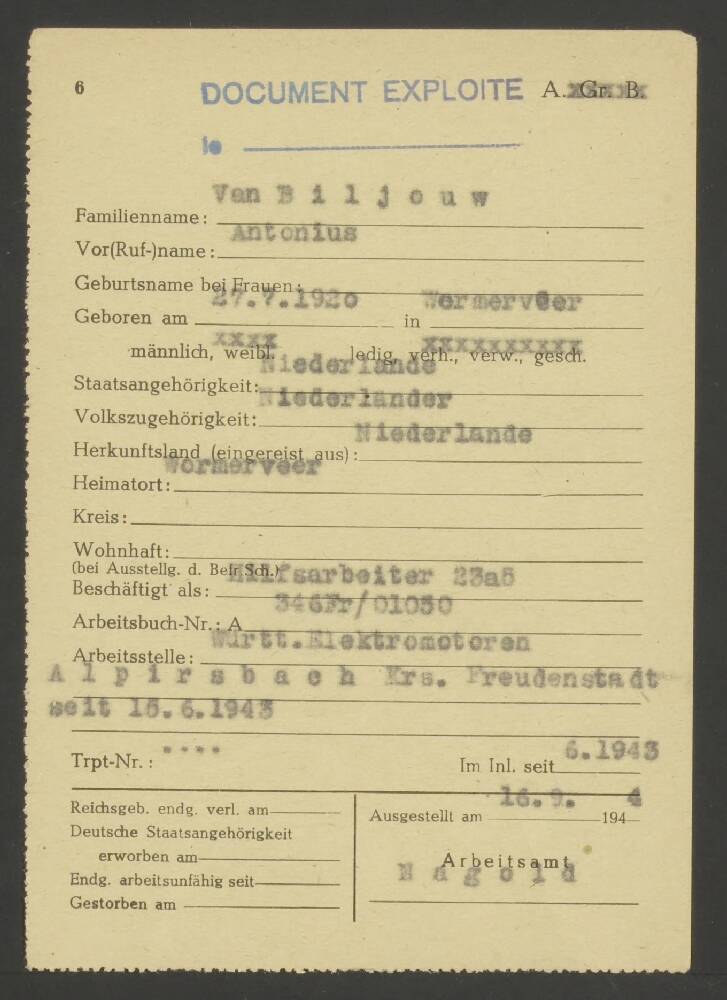 6 DOCUMENT EXPLOITE A. Gr. B.
le
Familienname: Van Biljouw
Vor(Ruf-)name: Antonius
Geburtsname bei Frauen:
Geboren am 27.7.1920 in Wormerveer
männlich, weibl. xxxx ledig, verh., verw., gesch. xxxxxxxxxx
Staatsangehörigkeit: Niederlande
Volkszugehörigkeit: Niederländer
Herkunftsland (eingereist aus): Niederlande
Heimatort: Wormerveer
Kreis:
Wohnhaft:
(bei Ausstellg. d. Befr.Sch.)
Beschäftigt als: Hilfsarbeiter 23a5
Arbeitsbuch-Nr.: A 346Fr/01050
Arbeitsstelle: Württ.Elektromotoren
Alpirsbach Krs. Freudenstadt
seit 15.6.1943
Trpt-Nr.: .... Im Inl. seit 6.1943
Reichsgeb. endg. verl. am
Ausgestellt am 16.9. 194 4
Deutsche Staatsangehörigkeit
erworben am
Arbeitsamt
Nagold
Endg. arbeitsunfähig seit
Gestorben am